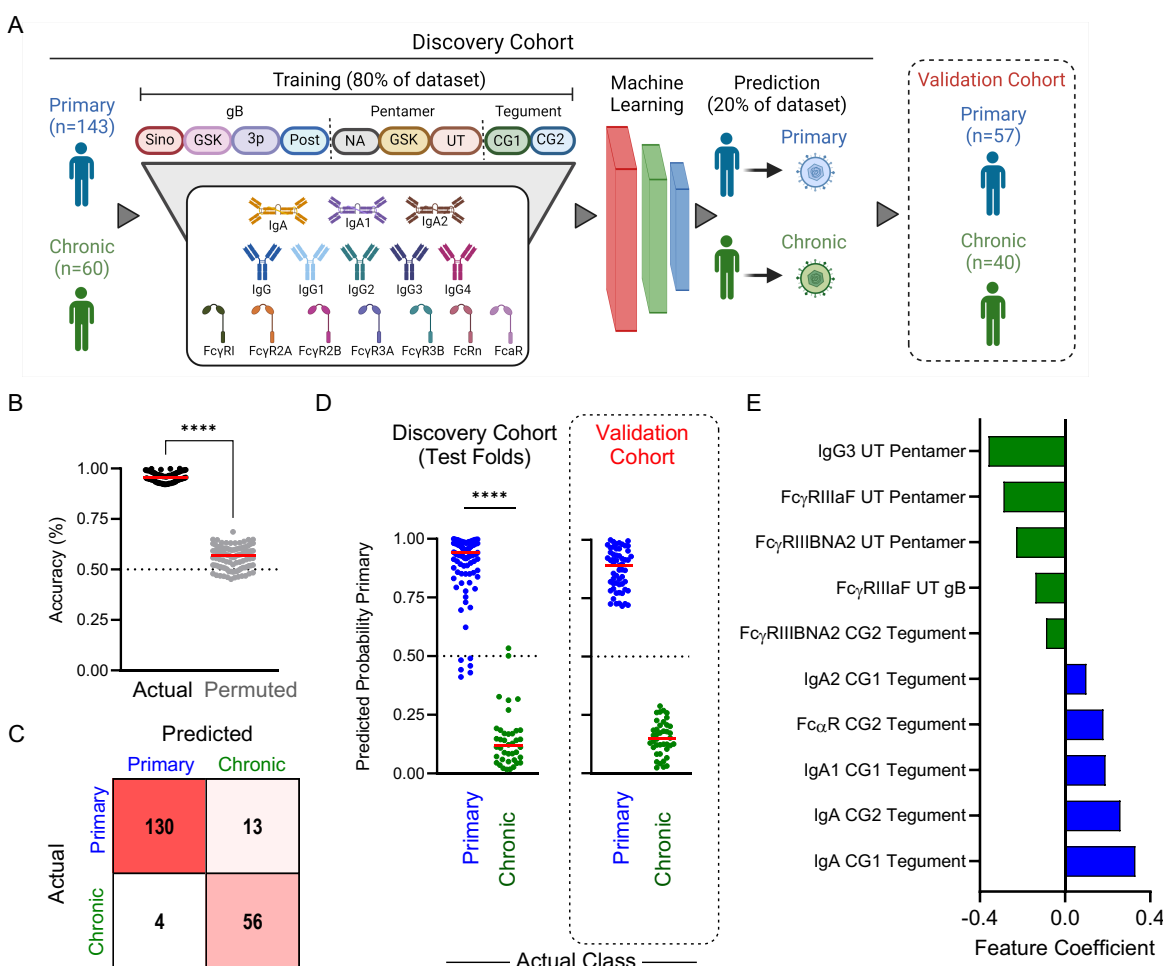 A
Discovery Cohort
Training (80% of dataset)
Machine
Learning
Prediction
(20% of dataset)
Validation Cohort
Primary
(n=143)
gB
Pentamer
Tegument
Sino
GSK
3p
Post
NA
GSK
UT
CG1
CG2
Primary
Primary
(n=57)
IgA
IgA1
IgA2
Chronic
(n=60)
Chronic
Chronic
(n=40)
IgG
IgG1
IgG2
IgG3
IgG4
FcγRI
FcγR2A
FcγR2B
FcγR3A
FcγR3B
FcRn
FcaR
B
****
Accuracy (%)
1.00
0.75
0.50
0.25
0.00
Actual
Permuted
C
Predicted
Primary
Chronic
Actual
Primary
130
13
Chronic
4
56
D
Discovery Cohort
(Test Folds)
Validation
Cohort
****
Predicted Probability Primary
1.00
0.75
0.50
0.25
0.00
Primary
Chronic
Primary
Chronic
Actual Class
E
IgG3 UT Pentamer
FcγRIIIaF UT Pentamer
FcγRIIIBNA2 UT Pentamer
FcγRIIIaF UT gB
FcγRIIIBNA2 CG2 Tegument
IgA2 CG1 Tegument
FcαR CG2 Tegument
IgA1 CG1 Tegument
IgA CG2 Tegument
IgA CG1 Tegument
-0.4
0.0
0.4
Feature Coefficient